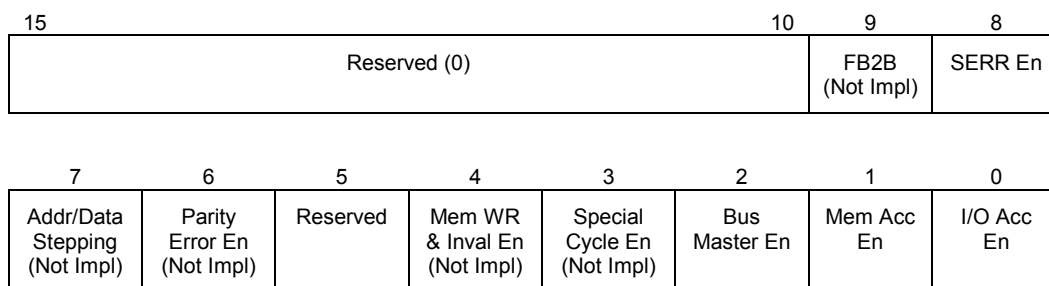 15 10 9 8
Reserved (0) FB2B SERR En
(Not Impl)
7 6 5 4 3 2 1 0
Addr/Data Parity Reserved Mem WR Special Bus Mem Acc I/O Acc
Stepping Error En & Inval En Cycle En Master En En En
(Not Impl) (Not Impl) (Not Impl) (Not Impl)